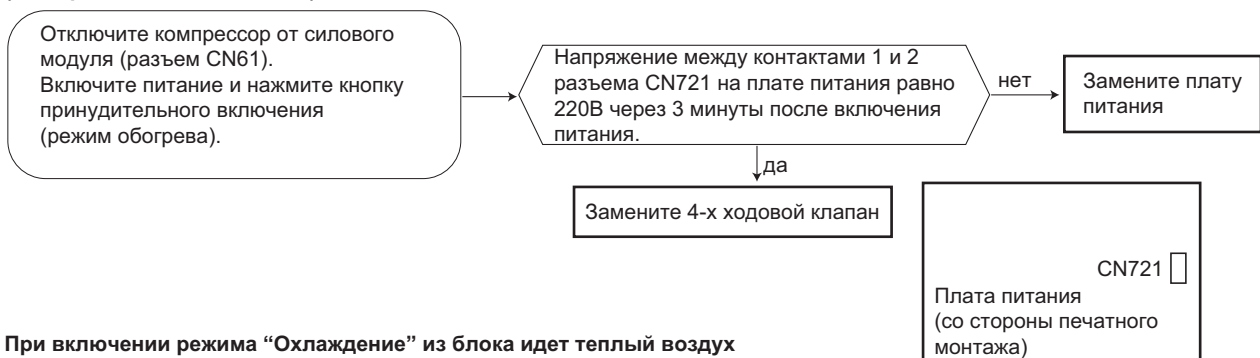 Отключите компрессор от силового
модуля (разъем CN61).
Включите питание и нажмите кнопку
принудительного включения
(режим обогрева).
Напряжение между контактами 1 и 2
разъема CN721 на плате питания равно
220В через 3 минуты после включения
питания.
нет
Замените плату
питания
да
Замените 4-х ходовой клапан
CN721
Плата питания
(со стороны печатного
монтажа)
При включении режима “Охлаждение” из блока идет теплый воздух